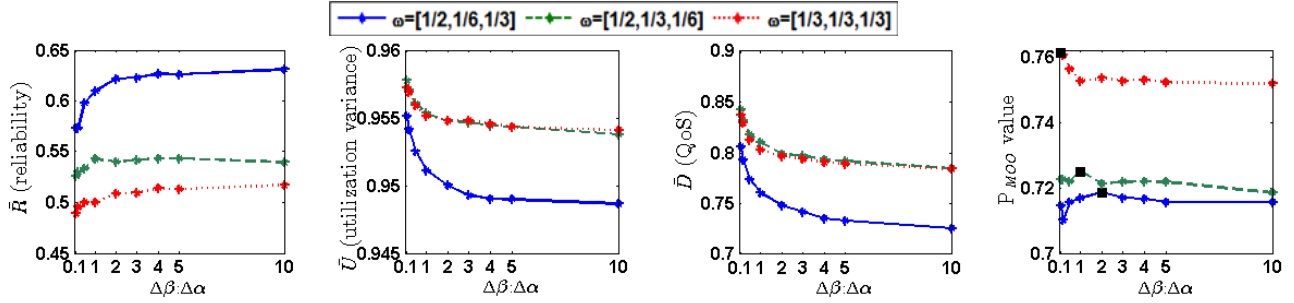 ω=[1/2,1/6,1/3] ω=[1/2,1/3,1/6] ω=[1/3,1/3,1/3]
R̄ (reliability)
0.65
0.6
0.55
0.5
0.45
0.1 1 2 3 4 5 10
Δβ:Δα
Ū (utilization variance)
0.96
0.955
0.95
0.945
0.1 1 2 3 4 5 10
Δβ:Δα
D̄ (QoS)
0.9
0.85
0.8
0.75
0.7
0.1 1 2 3 4 5 10
Δβ:Δα
P_MOO value
0.76
0.74
0.72
0.7
0.1 1 2 3 4 5 10
Δβ:Δα